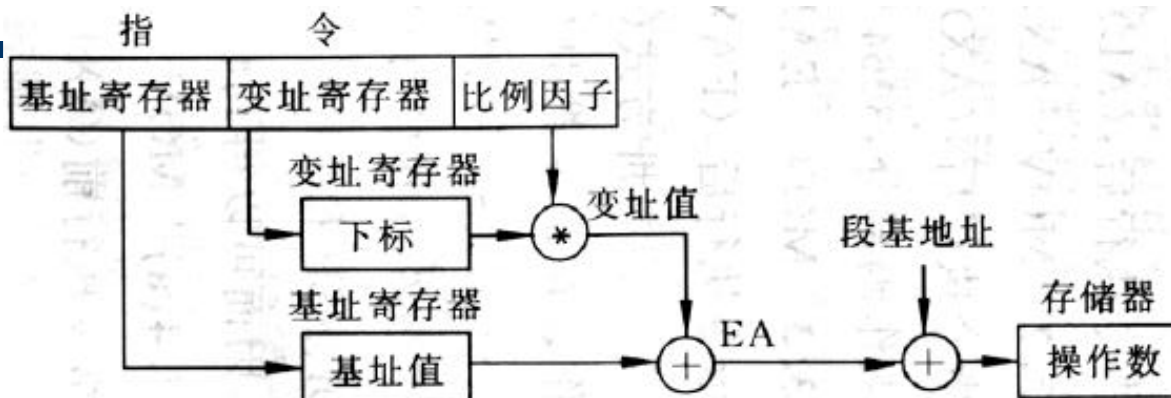 指 令
基址寄存器 变址寄存器 比例因子
变址寄存器
变址值
下标
*
段基地址
基址寄存器
存储器
基址值
+
EA
+
操作数